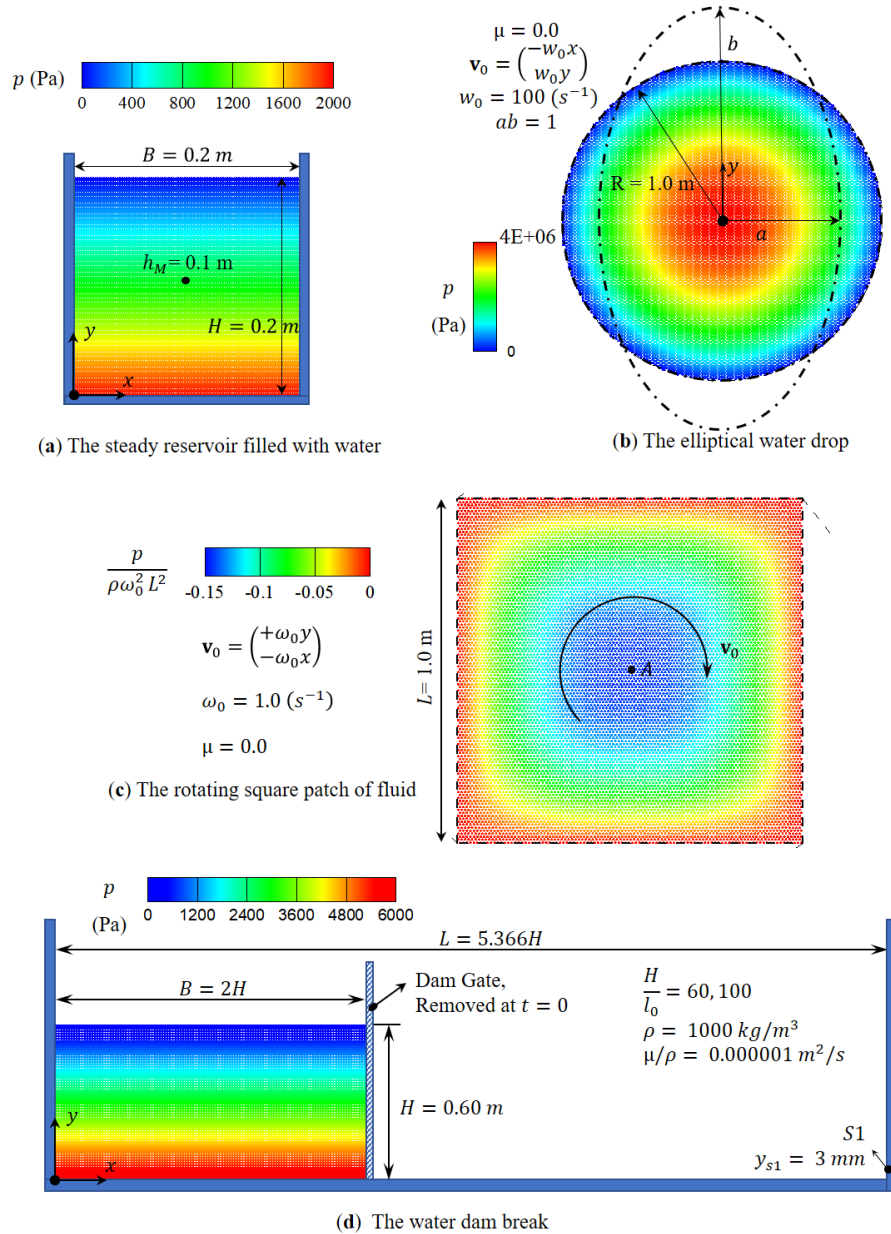 p (Pa)
0 400 800 1200 1600 2000
B = 0.2 m
h_M = 0.1 m
H = 0.2 m
y
x
(a) The steady reservoir filled with water
μ = 0.0
v₀ = (−w₀x
w₀y)
w₀ = 100 (s⁻¹)
ab = 1
b
y
R = 1.0 m
a
4E+06
p
(Pa)
0
(b) The elliptical water drop
p
ρω₀² L²
-0.15 -0.1 -0.05 0
v₀ = (+ω₀y
−ω₀x)
ω₀ = 1.0 (s⁻¹)
μ = 0.0
L= 1.0 m
A
v₀
(c) The rotating square patch of fluid
p
(Pa)
0 1200 2400 3600 4800 6000
L = 5.366H
B = 2H
Dam Gate,
Removed at t = 0
H
l₀
= 60, 100
ρ = 1000 kg/m³
μ/ρ = 0.000001 m²/s
H = 0.60 m
y
x
S1
y_s1 = 3 mm
(d) The water dam break